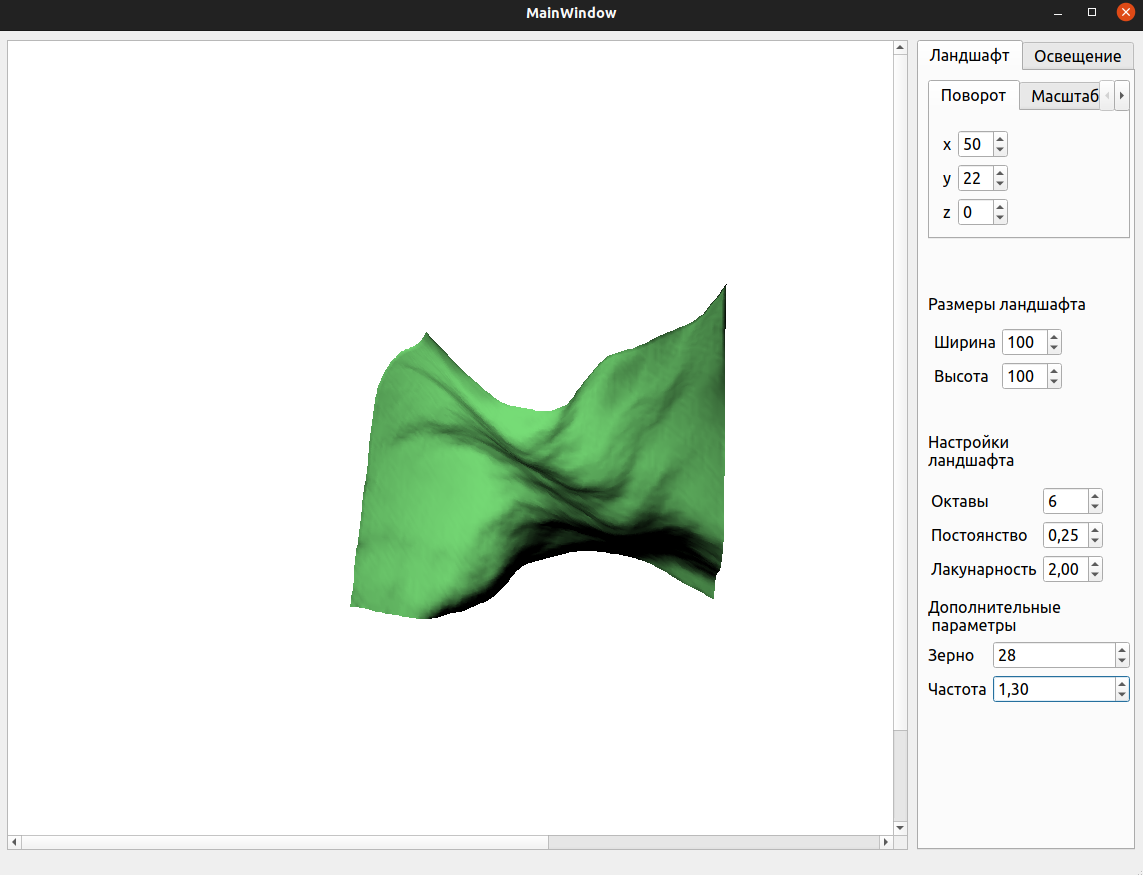 MainWindow
Ландшафт Освещение
Поворот Масштаб
x 50
y 22
z 0
Размеры ландшафта
Ширина 100
Высота 100
Настройки
ландшафта
Октавы 6
Постоянство 0,25
Лакунарность 2,00
Дополнительные
параметры
Зерно 28
Частота 1,30